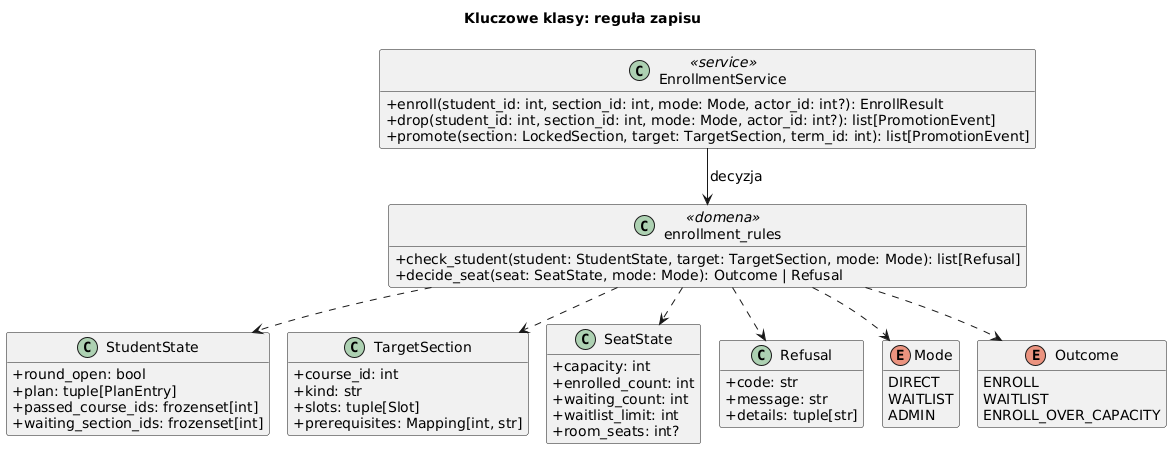 Kluczowe klasy: reguła zapisu
«service»
C EnrollmentService
+enroll(student_id: int, section_id: int, mode: Mode, actor_id: int?): EnrollResult
+drop(student_id: int, section_id: int, mode: Mode, actor_id: int?): list[PromotionEvent]
+promote(section: LockedSection, target: TargetSection, term_id: int): list[PromotionEvent]
decyzja
«domena»
C enrollment_rules
+check_student(student: StudentState, target: TargetSection, mode: Mode): list[Refusal]
+decide_seat(seat: SeatState, mode: Mode): Outcome | Refusal
C StudentState
+round_open: bool
+plan: tuple[PlanEntry]
+passed_course_ids: frozenset[int]
+waiting_section_ids: frozenset[int]
C TargetSection
+course_id: int
+kind: str
+slots: tuple[Slot]
+prerequisites: Mapping[int, str]
C SeatState
+capacity: int
+enrolled_count: int
+waiting_count: int
+waitlist_limit: int
+room_seats: int?
C Refusal
+code: str
+message: str
+details: tuple[str]
E Mode
DIRECT
WAITLIST
ADMIN
E Outcome
ENROLL
WAITLIST
ENROLL_OVER_CAPACITY